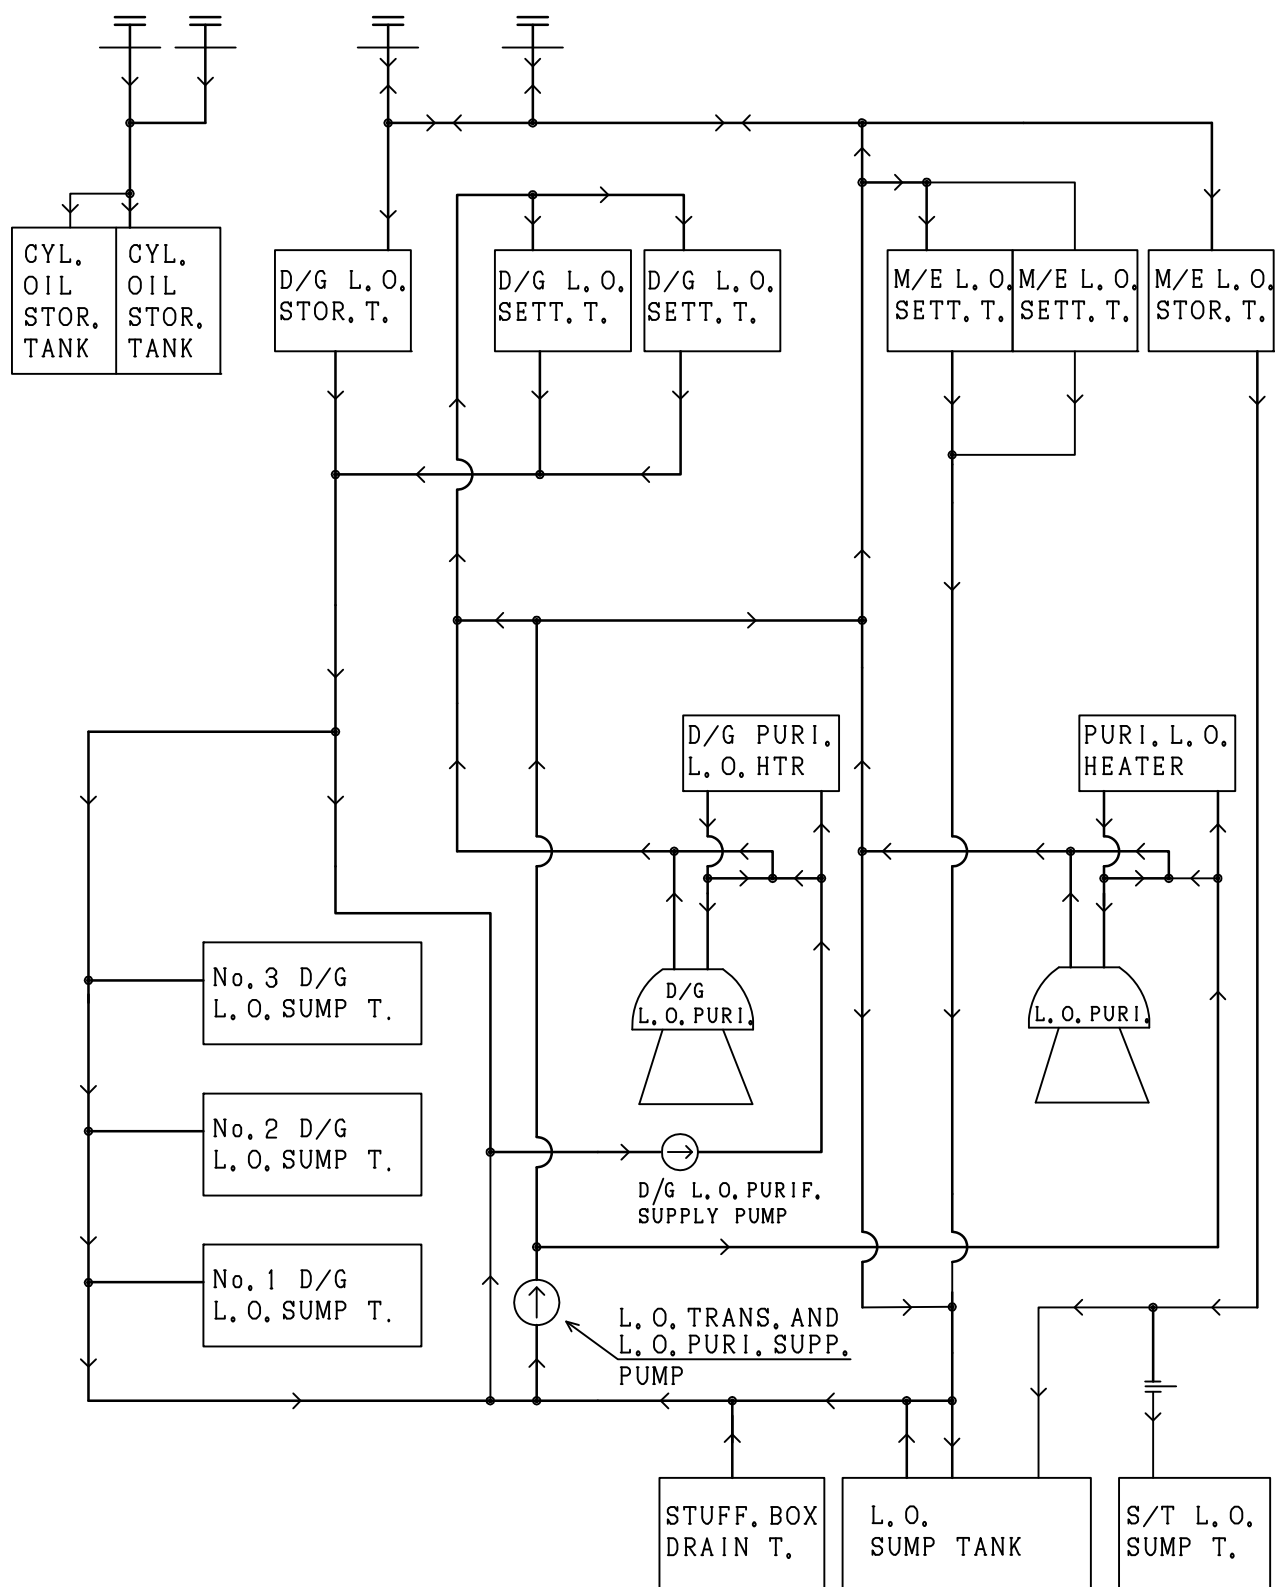 CYL.
OIL
STOR.
TANK
CYL.
OIL
STOR.
TANK
D/G L.O.
STOR.T.
D/G L.O.
SETT.T.
D/G L.O.
SETT.T.
M/E L.O.
SETT.T.
M/E L.O.
SETT.T.
M/E L.O.
STOR.T.
D/G PURI.
L.O.HTR
PURI.L.O.
HEATER
No.3 D/G
L.O.SUMP T.
D/G
L.O.PURI.
L.O.PURI.
No.2 D/G
L.O.SUMP T.
D/G L.O.PURIF.
SUPPLY PUMP
No.1 D/G
L.O.SUMP T.
L.O.TRANS.AND
L.O.PURI.SUPP.
PUMP
STUFF.BOX
DRAIN T.
L.O.
SUMP TANK
S/T L.O.
SUMP T.